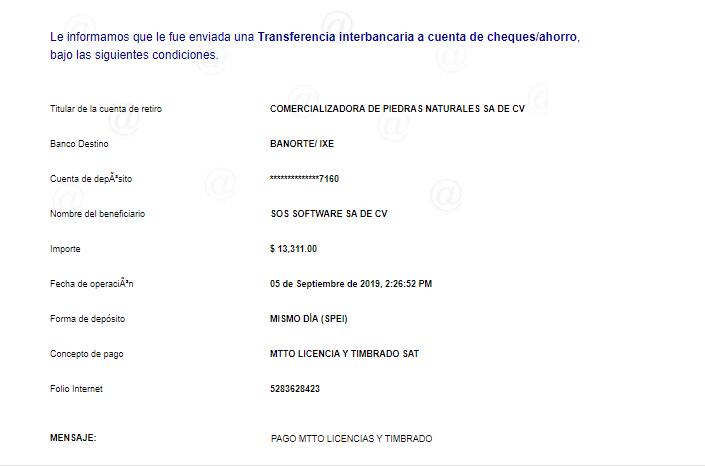 Le informamos que le fue enviada una Transferencia interbancaria a cuenta de cheques/ahorro,
bajo las siguientes condiciones.
Titular de la cuenta de retiro COMERCIALIZADORA DE PIEDRAS NATURALES SA DE CV
Banco Destino BANORTE/ IXE
Cuenta de depÃ³sito **************7160
Nombre del beneficiario SOS SOFTWARE SA DE CV
Importe $ 13,311.00
Fecha de operaciÃ³n 05 de Septiembre de 2019, 2:26:52 PM
Forma de depósito MISMO DÍA (SPEI)
Concepto de pago MTTO LICENCIA Y TIMBRADO SAT
Folio Internet 5283628423
MENSAJE: PAGO MTTO LICENCIAS Y TIMBRADO